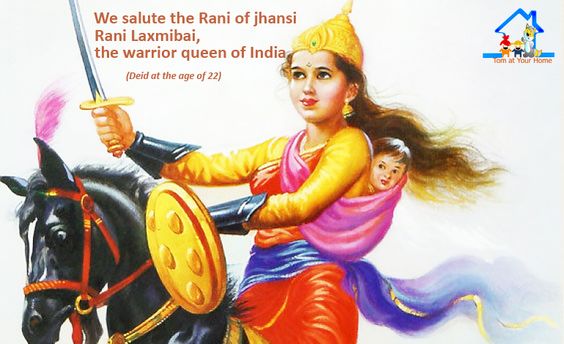 We salute the Rani of jhansi
Rani Laxmibai,
the warrior queen of India
(Deid at the age of 22)
Tom at Your Home